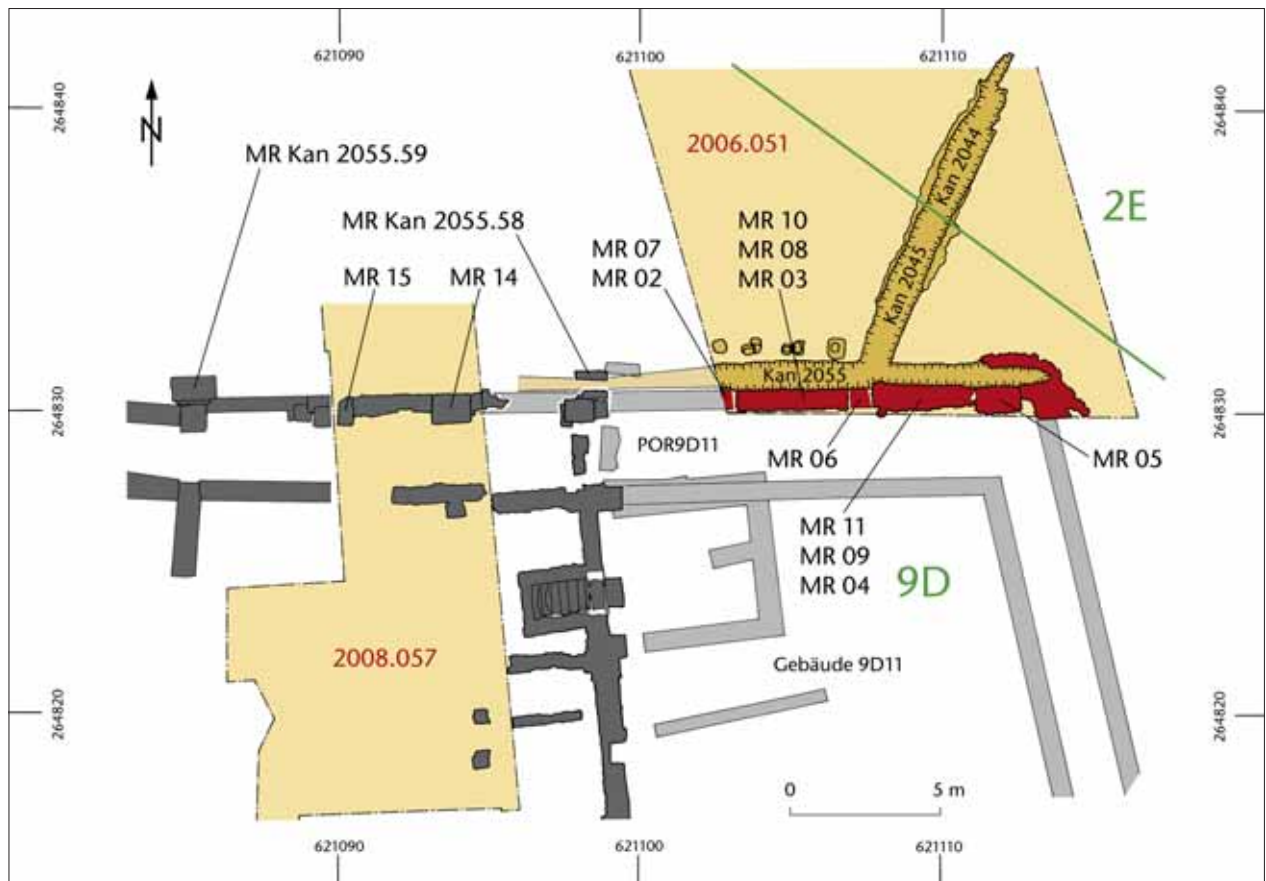 621090
621100
621110
264840
264840
N
2006.051
MR Kan 2055.59
Kan 2044
2E
MR Kan 2055.58
MR 10
MR 08
MR 03
MR 07
MR 02
MR 15
MR 14
Kan 2045
Kan 2055
264830
264830
POR9D11
MR 06
MR 05
MR 11
MR 09
MR 04
9D
2008.057
Gebäude 9D11
264820
264820
0
5 m
621090
621100
621110